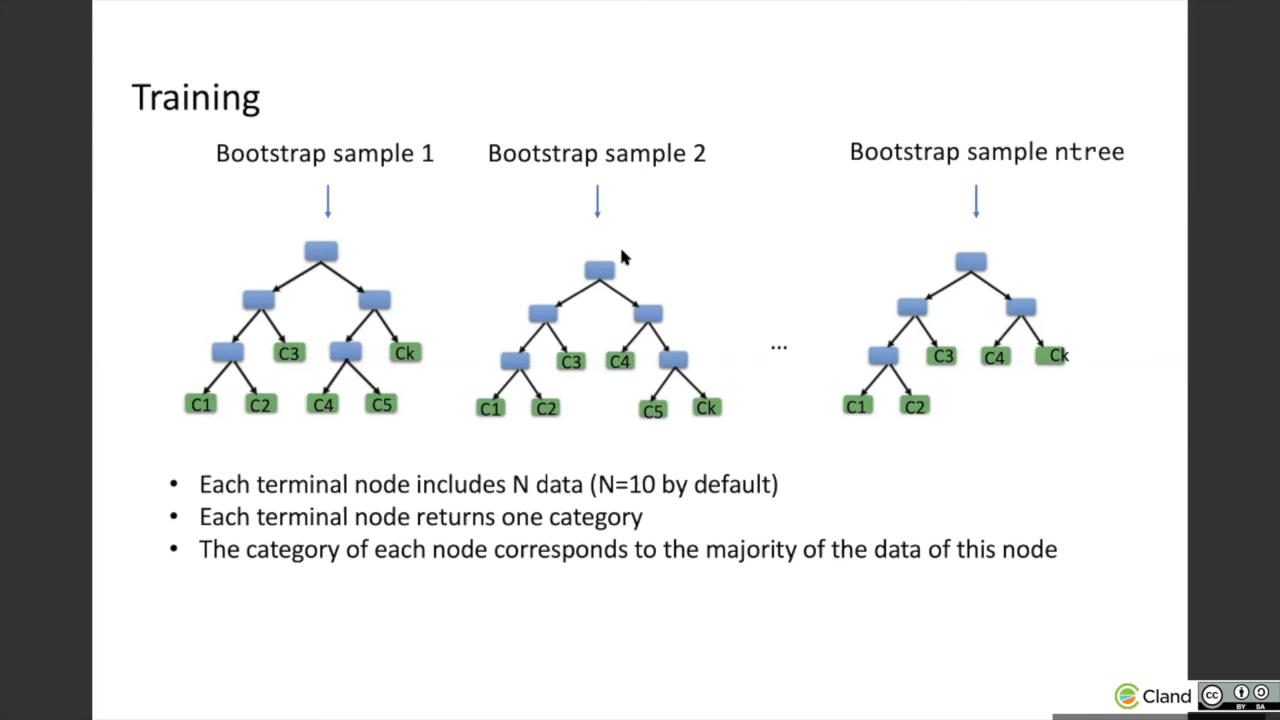 Training
Bootstrap sample 1
Bootstrap sample 2
Bootstrap sample ntree
C3
Ck
C1
C2
C4
C5
C3
C4
C1
C2
C5
Ck
...
C3
C4
Ck
C1
C2
• Each terminal node includes N data (N=10 by default)
• Each terminal node returns one category
• The category of each node corresponds to the majority of the data of this node
Cland
cc
BY SA